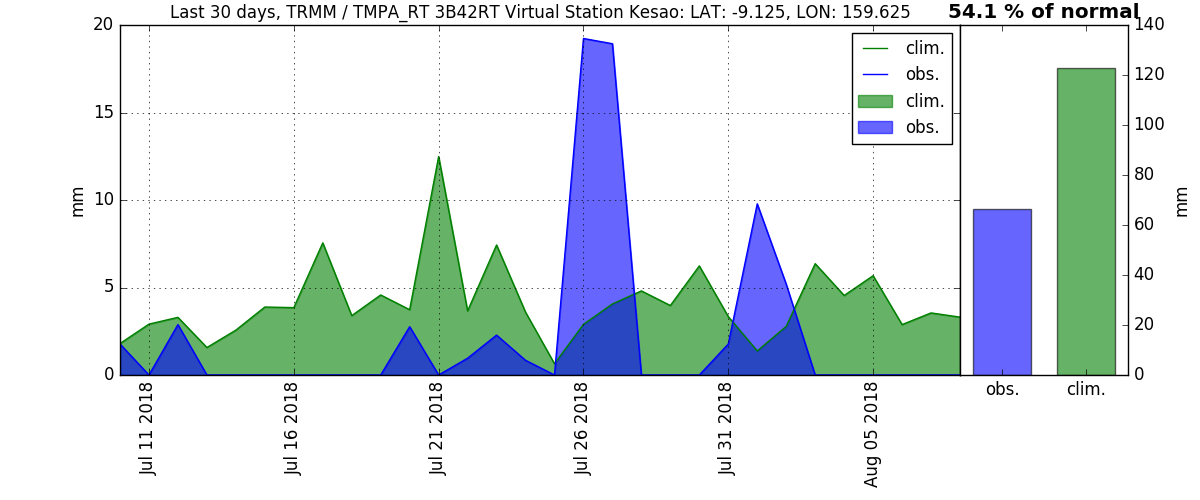 Last 30 days, TRMM / TMPA_RT 3B42RT Virtual Station Kesao: LAT: -9.125, LON: 159.625
54.1 % of normal
20
15
10
5
0
mm
clim.
obs.
clim.
obs.
Jul 11 2018
Jul 16 2018
Jul 21 2018
Jul 26 2018
Jul 31 2018
Aug 05 2018
140
120
100
80
60
40
20
0
mm
obs.
clim.